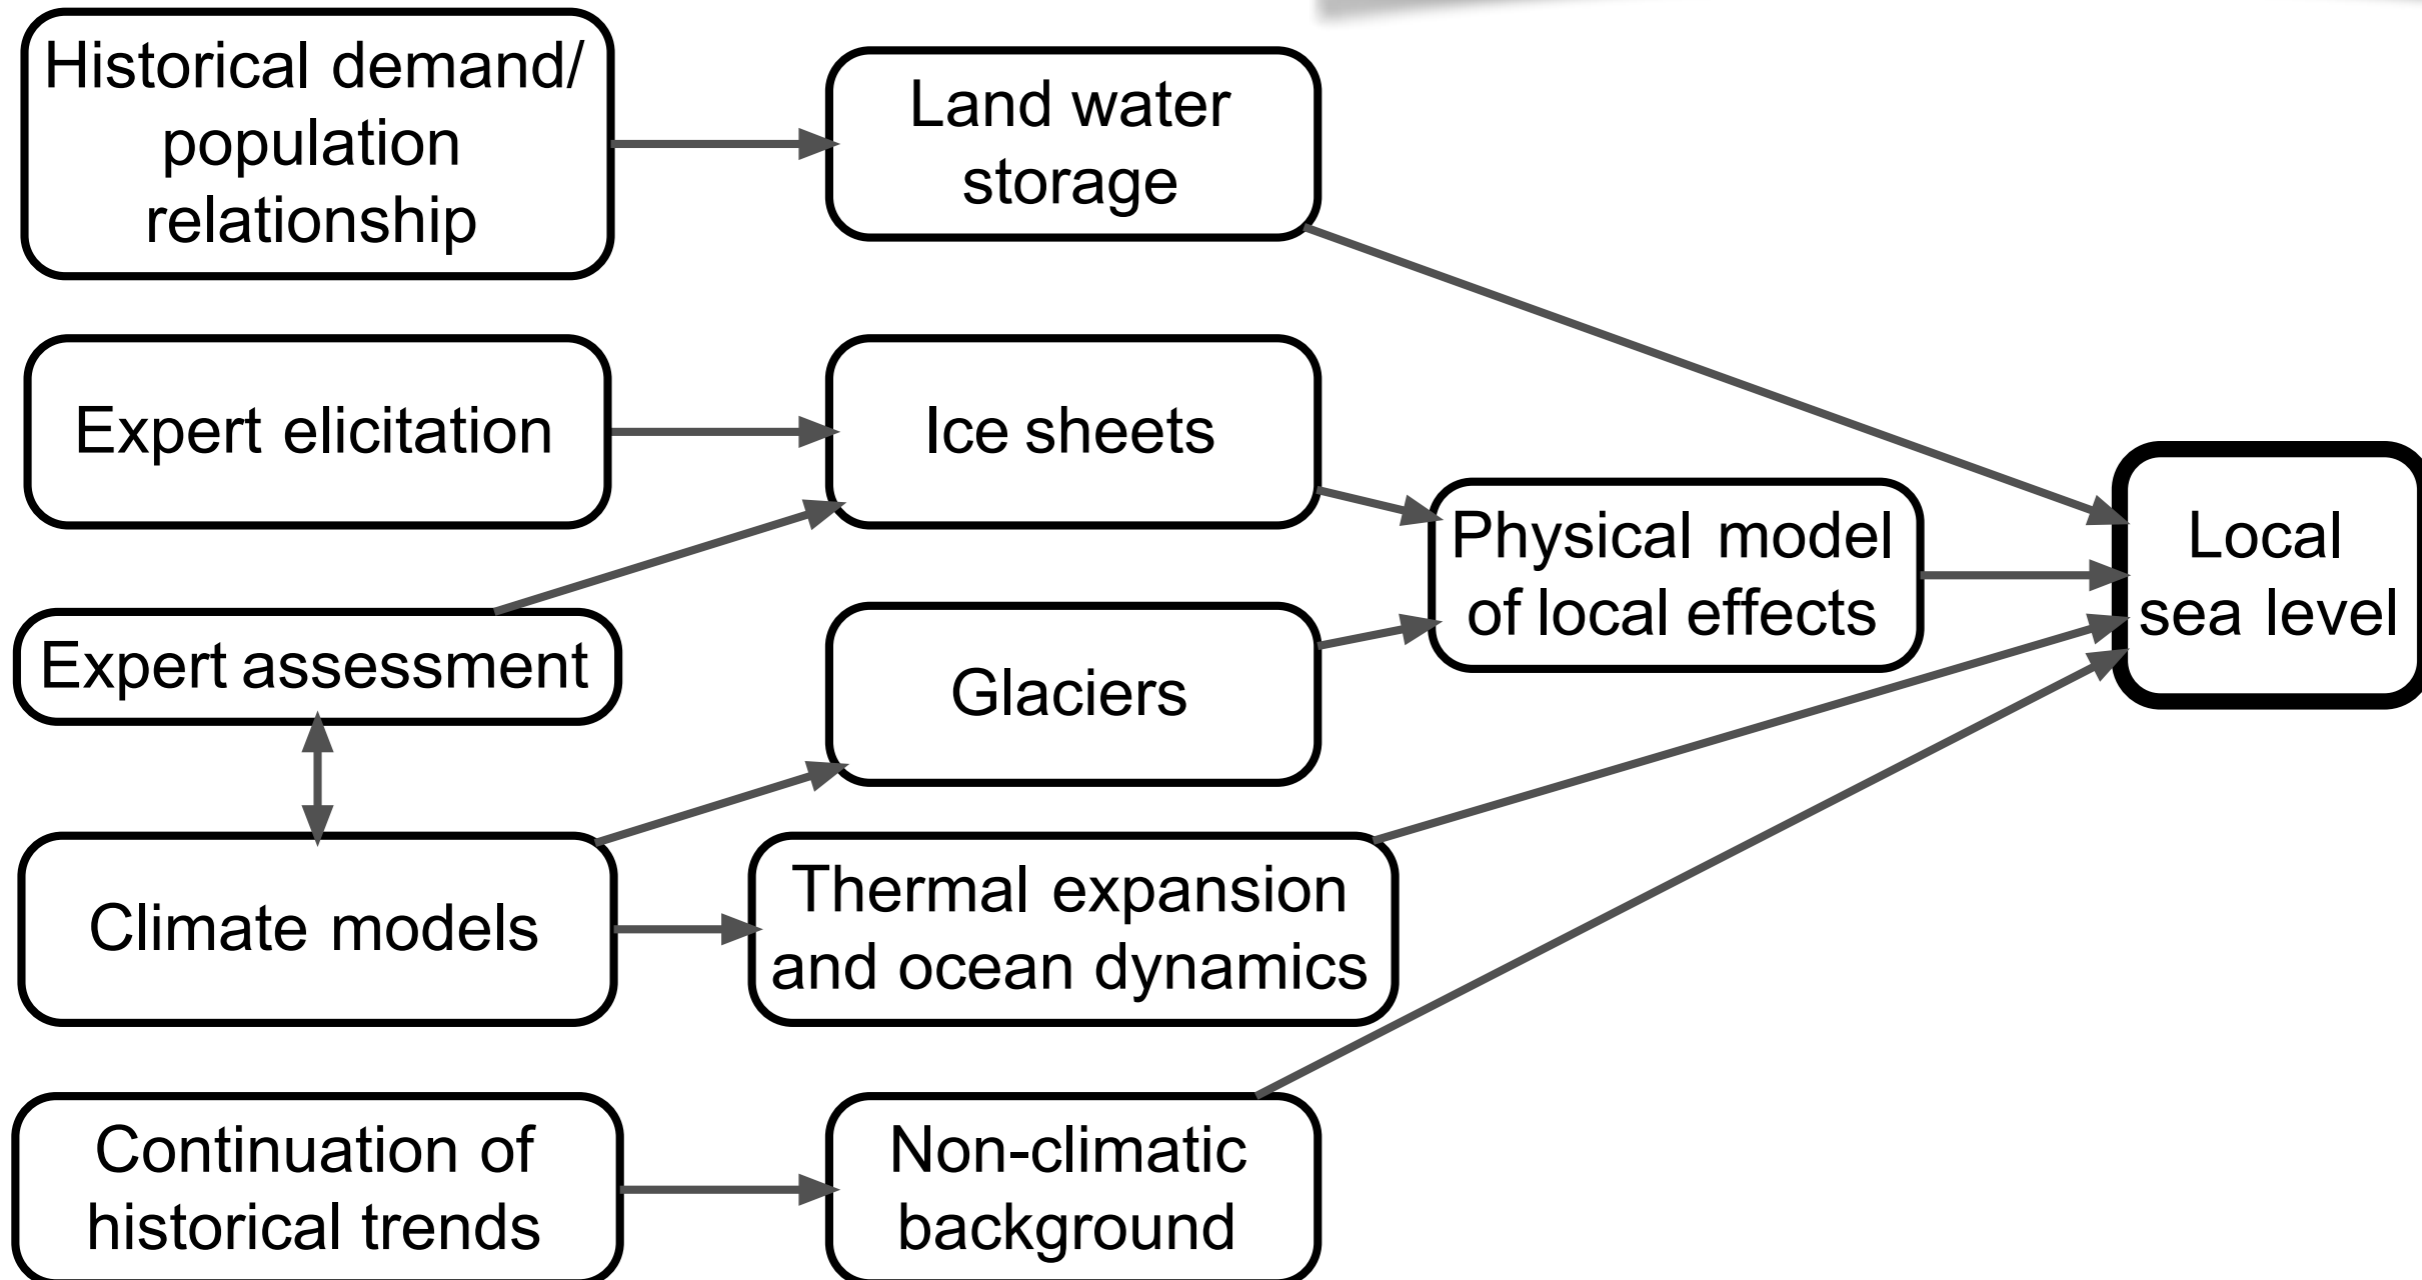 Historical demand/
population
relationship
Land water
storage
Expert elicitation
Ice sheets
Physical model
of local effects
Local
sea level
Expert assessment
Glaciers
Climate models
Thermal expansion
and ocean dynamics
Continuation of
historical trends
Non-climatic
background